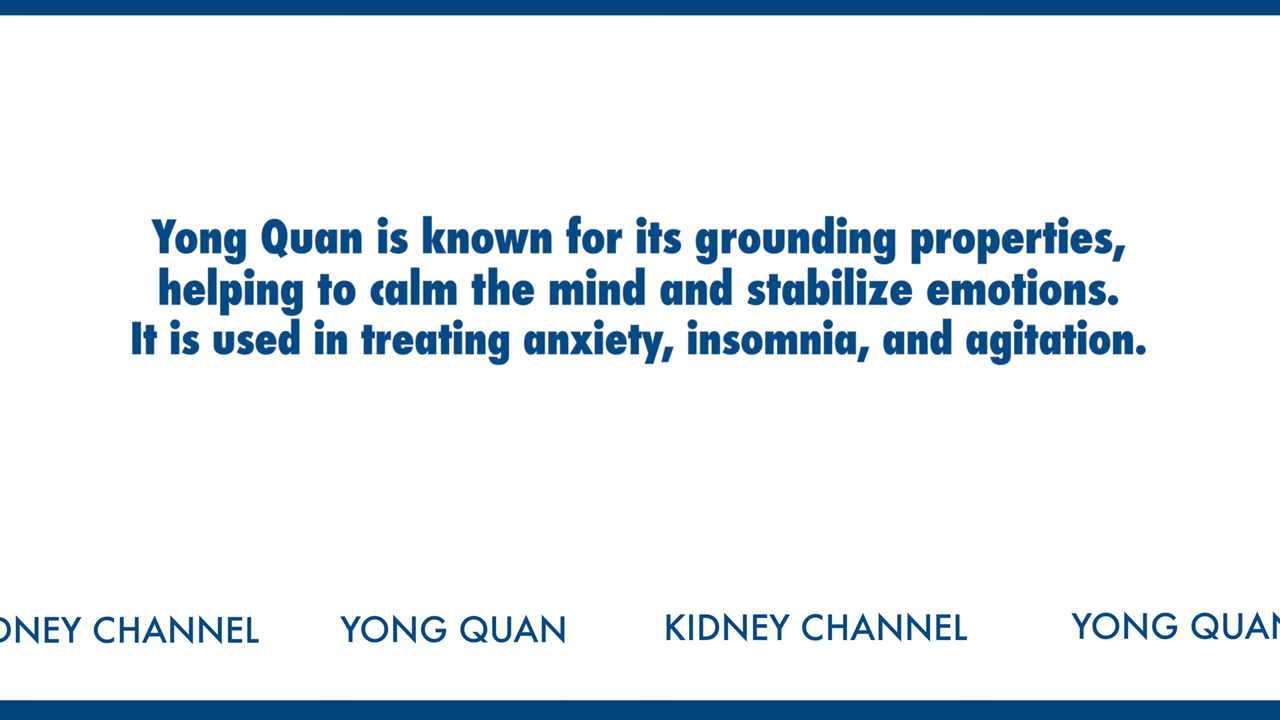 Yong Quan is known for its grounding properties,
helping to calm the mind and stabilize emotions.
It is used in treating anxiety, insomnia, and agitation.
DNEY CHANNEL YONG QUAN KIDNEY CHANNEL YONG QUAN